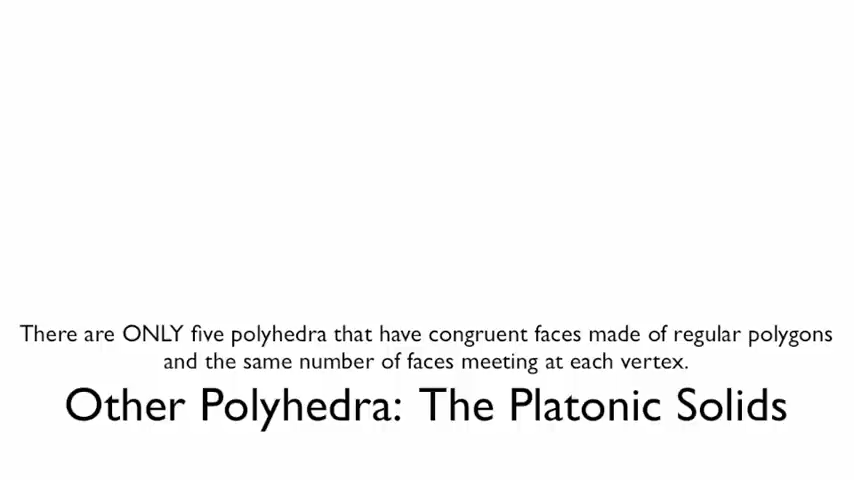 There are ONLY five polyhedra that have congruent faces made of regular polygons
and the same number of faces meeting at each vertex.
Other Polyhedra: The Platonic Solids